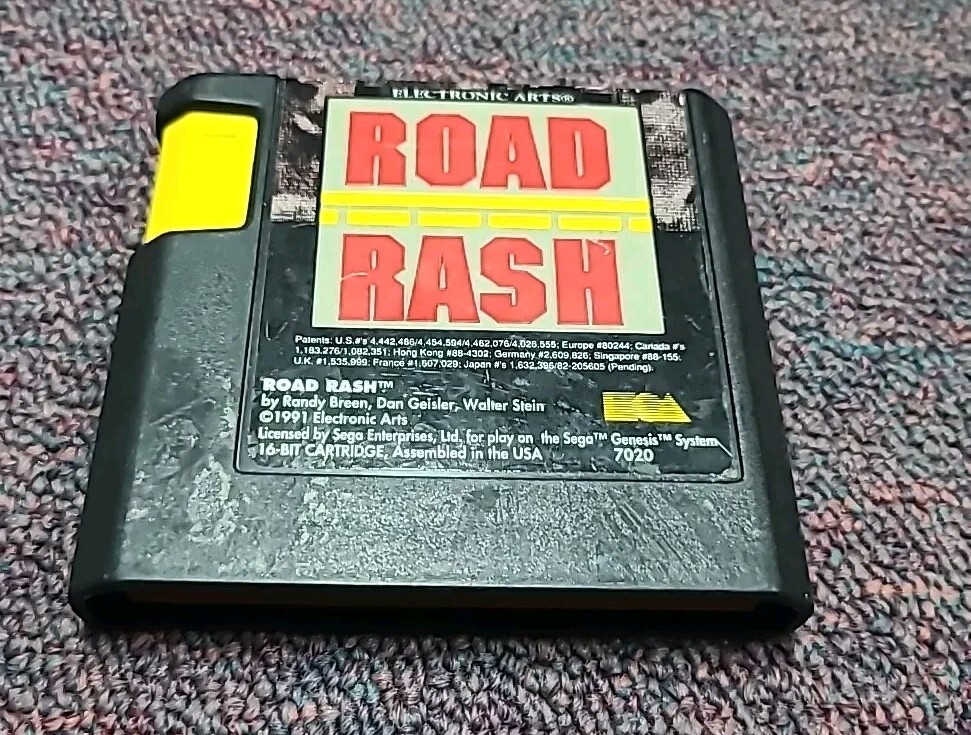 ELECTRONIC ARTS®
ROAD
RASH
Patents: U.S.#'s 4,442,486/4,454,594/4,462,076/4,026,555; Europe #80244; Canada #'s
1,183,276/1,082,351; Hong Kong #88-4302; Germany #2,609,826; Singapore #88-155;
U.K. #1,535,999; France #1,607,029; Japan #'s 1,632,396/82-205605 (Pending).
ROAD RASH™
by Randy Breen, Dan Geisler, Walter Stein
©1991 Electronic Arts
Licensed by Sega Enterprises, Ltd. for play on the Sega™ Genesis™ System
16-BIT CARTRIDGE, Assembled in the USA 7020
EA